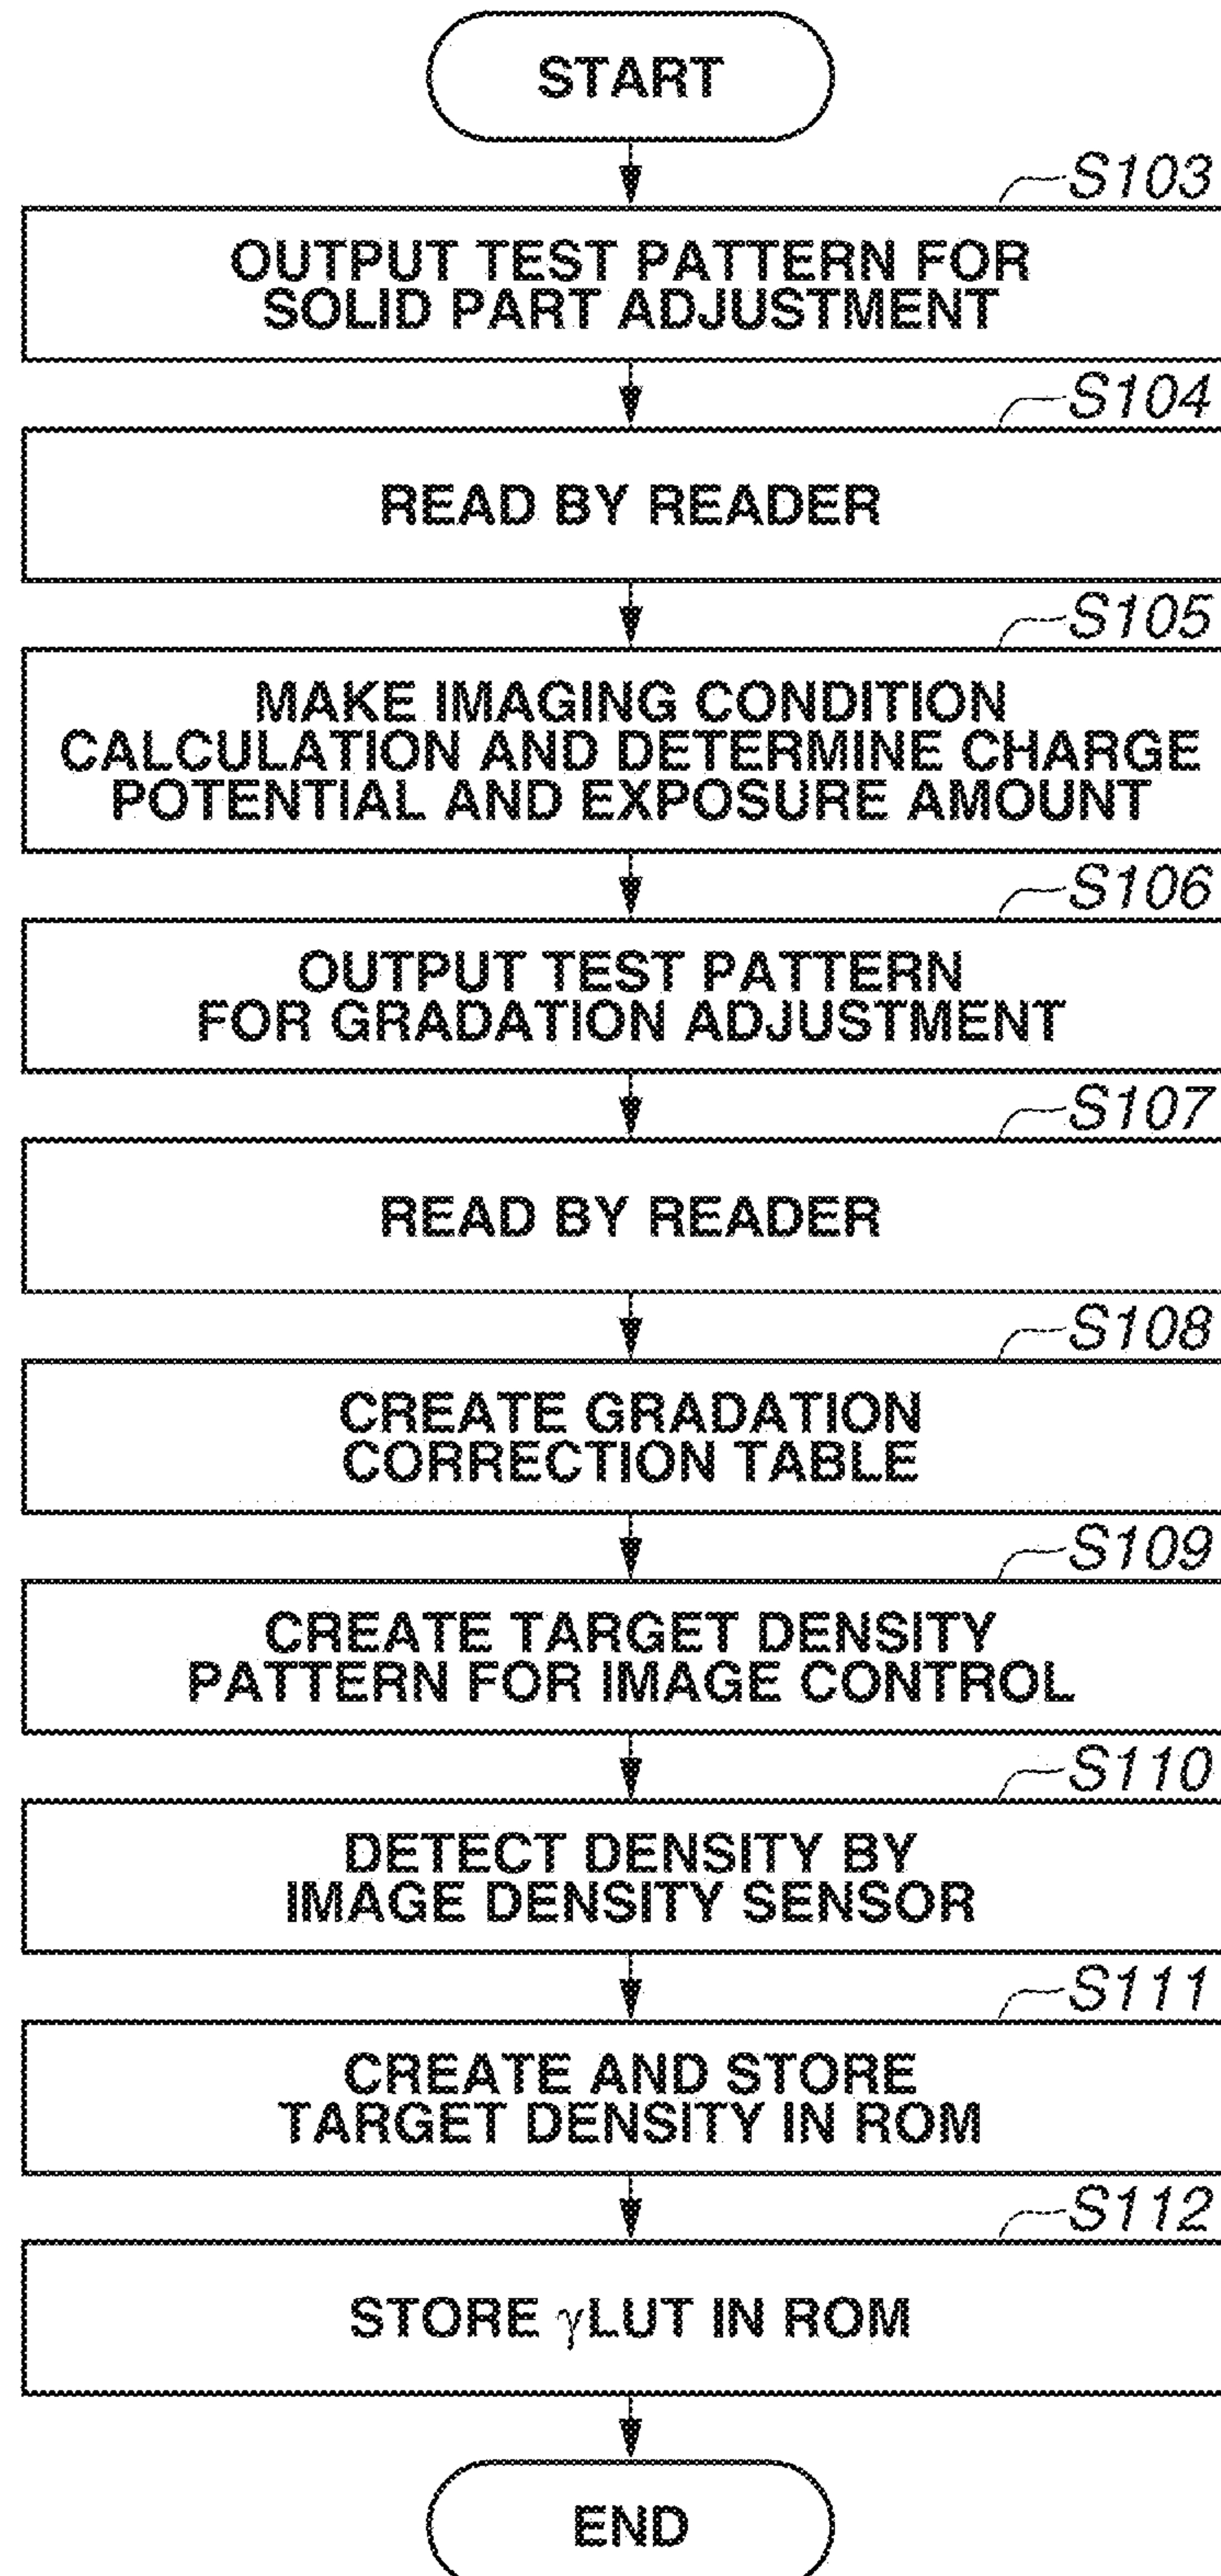 START
S103
OUTPUT TEST PATTERN FOR
SOLID PART ADJUSTMENT
S104
READ BY READER
S105
MAKE IMAGING CONDITION
CALCULATION AND DETERMINE CHARGE
POTENTIAL AND EXPOSURE AMOUNT
S106
OUTPUT TEST PATTERN
FOR GRADATION ADJUSTMENT
S107
READ BY READER
S108
CREATE GRADATION
CORRECTION TABLE
S109
CREATE TARGET DENSITY
PATTERN FOR IMAGE CONTROL
S110
DETECT DENSITY BY
IMAGE DENSITY SENSOR
S111
CREATE AND STORE
TARGET DENSITY IN ROM
S112
STORE γLUT IN ROM
END